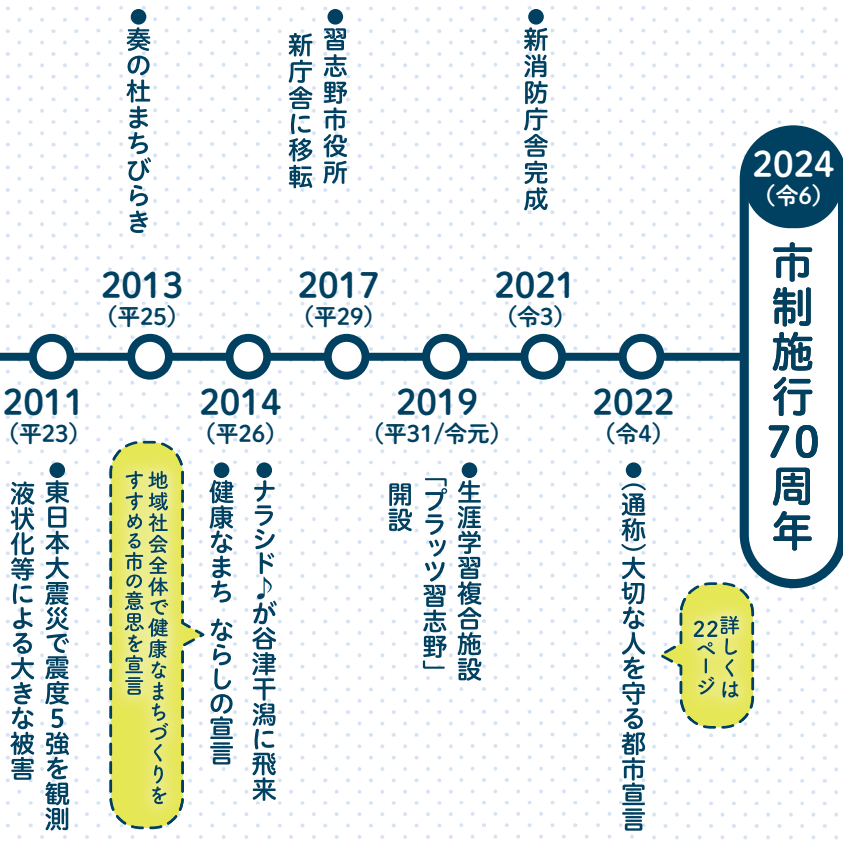 2011
（平23）
●東日本大震災で震度5強を観測
液状化等による大きな被害
2013
（平25）
●奏の杜まちびらき
2014
（平26）
●ナラシド♪が谷津干潟に飛来
●健康なまち ならしの宣言
地域社会全体で健康なまちづくりを
すすめる市の意思を宣言
2017
（平29）
●習志野市役所
新庁舎に移転
2019
（平31/令元）
●生涯学習複合施設
「プラッツ習志野」
開設
2021
（令3）
●新消防庁舎完成
2022
（令4）
●（通称）大切な人を守る都市宣言
詳しくは
22ページ
2024
（令6）
市制施行70周年